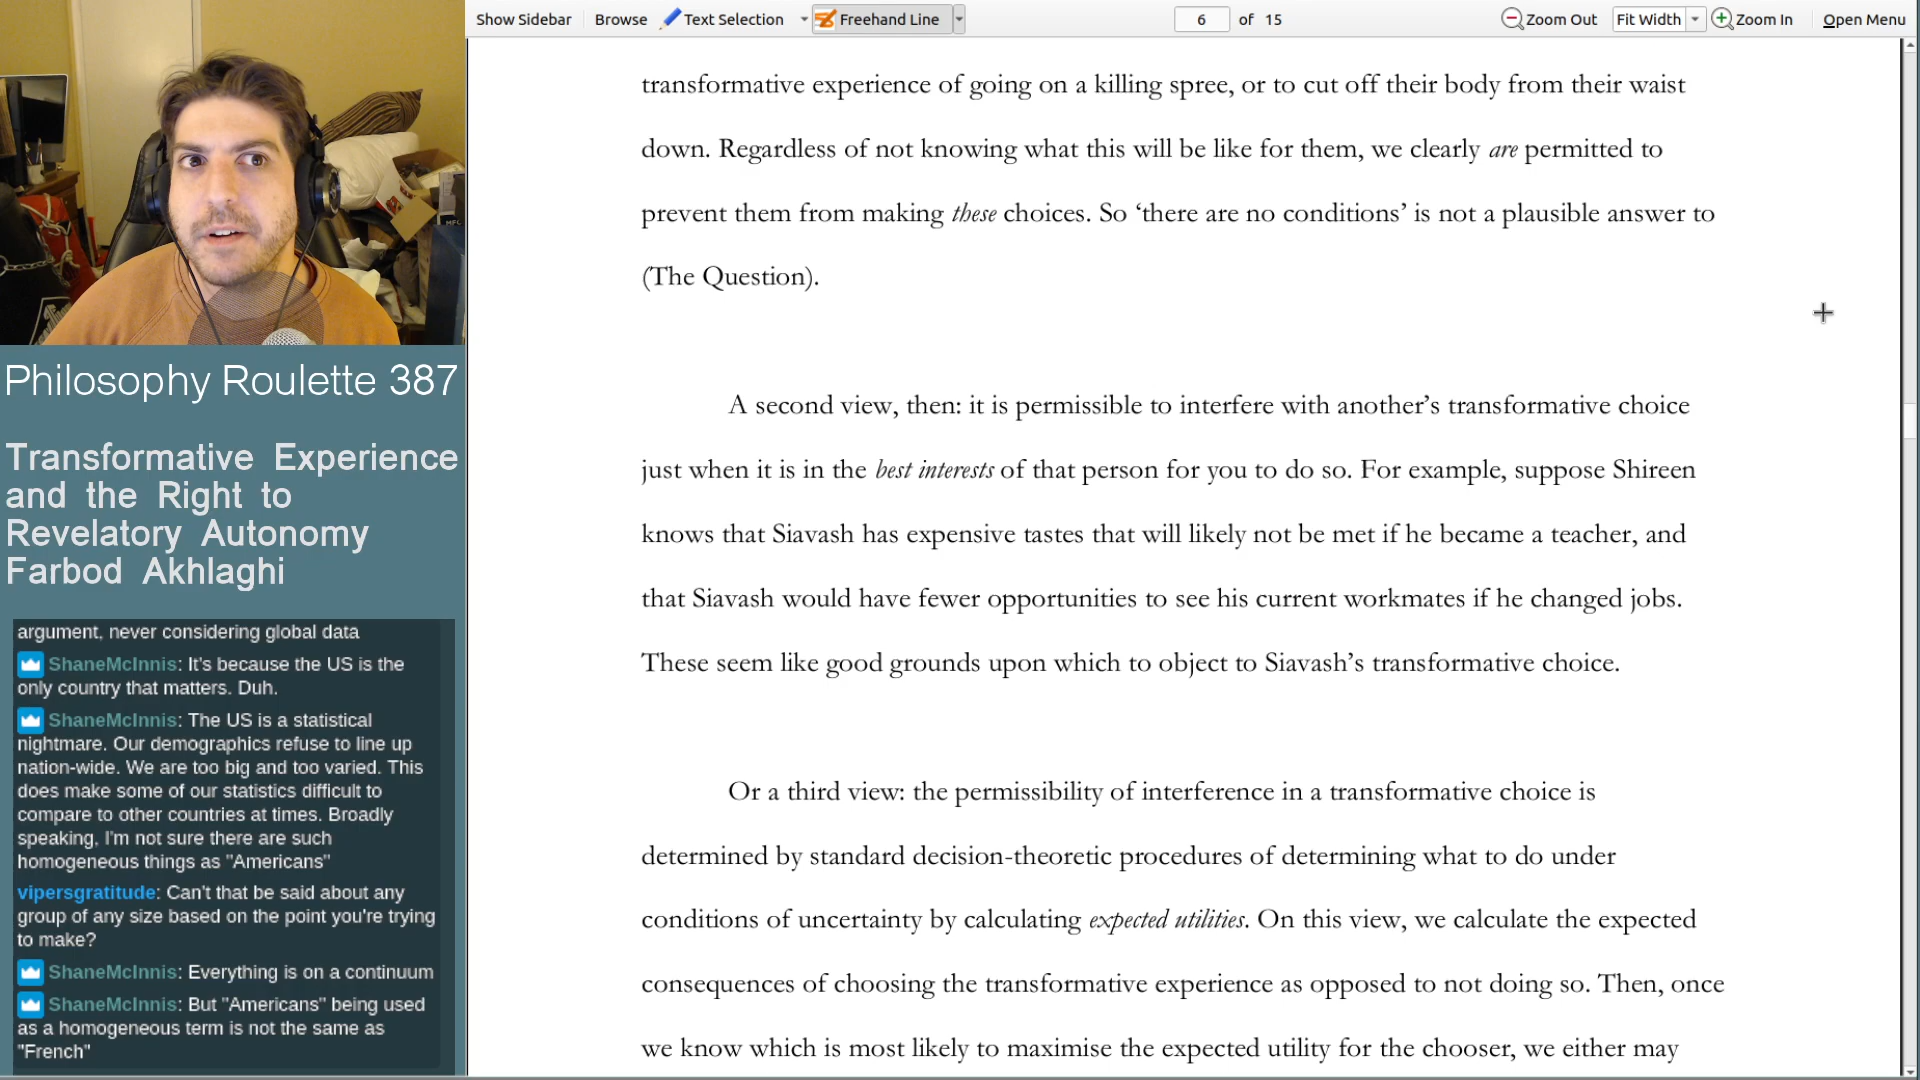 Show Sidebar Browse Text Selection Freehand Line 6 of 15 Zoom Out Fit Width Zoom In Open Menu
transformative experience of going on a killing spree, or to cut off their body from their waist
down. Regardless of not knowing what this will be like for them, we clearly are permitted to
prevent them from making these choices. So ‘there are no conditions’ is not a plausible answer to
(The Question).
A second view, then: it is permissible to interfere with another’s transformative choice
just when it is in the best interests of that person for you to do so. For example, suppose Shireen
knows that Siavash has expensive tastes that will likely not be met if he became a teacher, and
that Siavash would have fewer opportunities to see his current workmates if he changed jobs.
These seem like good grounds upon which to object to Siavash’s transformative choice.
Or a third view: the permissibility of interference in a transformative choice is
determined by standard decision-theoretic procedures of determining what to do under
conditions of uncertainty by calculating expected utilities. On this view, we calculate the expected
consequences of choosing the transformative experience as opposed to not doing so. Then, once
we know which is most likely to maximise the expected utility for the chooser, we either may
Philosophy Roulette 387
Transformative Experience
and the Right to
Revelatory Autonomy
Farbod Akhlaghi
argument, never considering global data
ShaneMcInnis: It's because the US is the
only country that matters. Duh.
ShaneMcInnis: The US is a statistical
nightmare. Our demographics refuse to line up
nation-wide. We are too big and too varied. This
does make some of our statistics difficult to
compare to other countries at times. Broadly
speaking, I'm not sure there are such
homogeneous things as "Americans"
vipersgratitude: Can't that be said about any
group of any size based on the point you're trying
to make?
ShaneMcInnis: Everything is on a continuum
ShaneMcInnis: But "Americans" being used
as a homogeneous term is not the same as
"French"